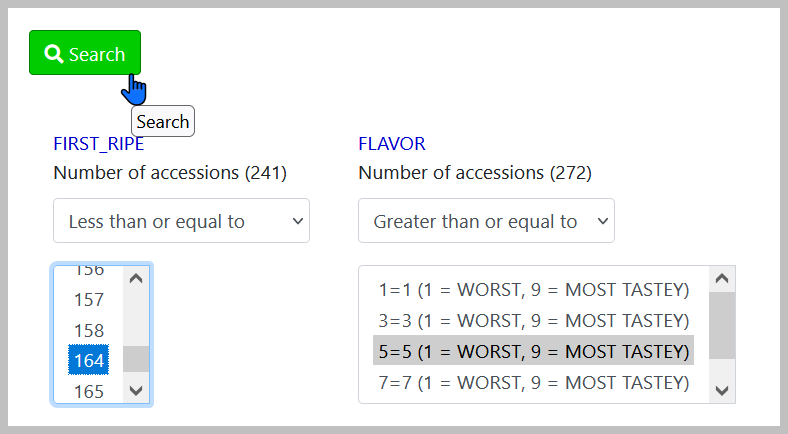 Search
Search
FIRST_RIPE
Number of accessions (241)
Less than or equal to
156
157
158
164
165
FLAVOR
Number of accessions (272)
Greater than or equal to
1=1 (1 = WORST, 9 = MOST TASTEY)
3=3 (1 = WORST, 9 = MOST TASTEY)
5=5 (1 = WORST, 9 = MOST TASTEY)
7=7 (1 = WORST, 9 = MOST TASTEY)